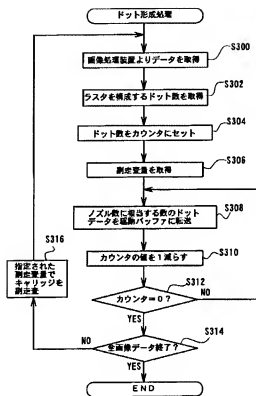 ドット形成処理
画像処理装置よりデータを取得
S300
ラスタを構成するドット数を取得
S302
ドット数をカウンタにセット
S304
副走査量を取得
S306
ノズル数に相当する数のドット
データを駆動バッファに転送
S308
カウンタの値を1減らす
S310
カウンタ=0?
S312
NO
YES
全画像データ終了?
S314
NO
YES
END
S316
指定された
副走査量で
キャリッジを
副走査